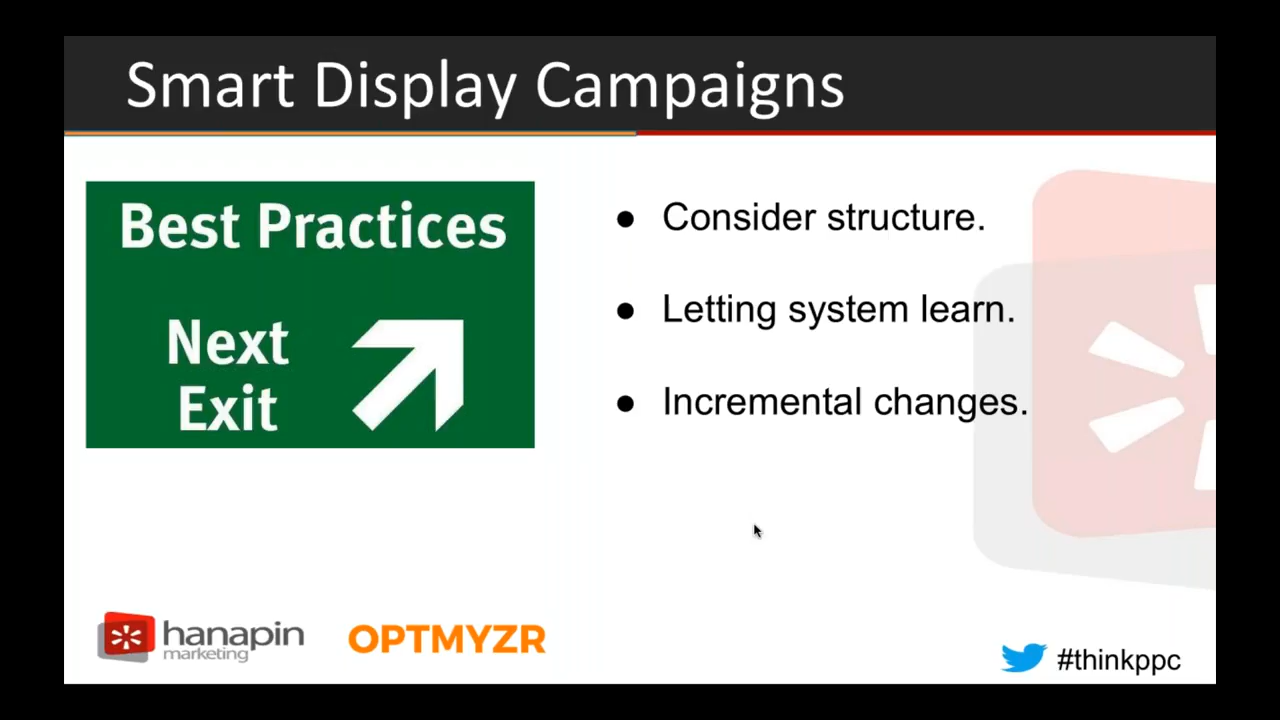 Smart Display Campaigns
Best Practices
Next
Exit
● Consider structure.
● Letting system learn.
● Incremental changes.
hanapin
marketing
OPTMYZR
#thinkppc